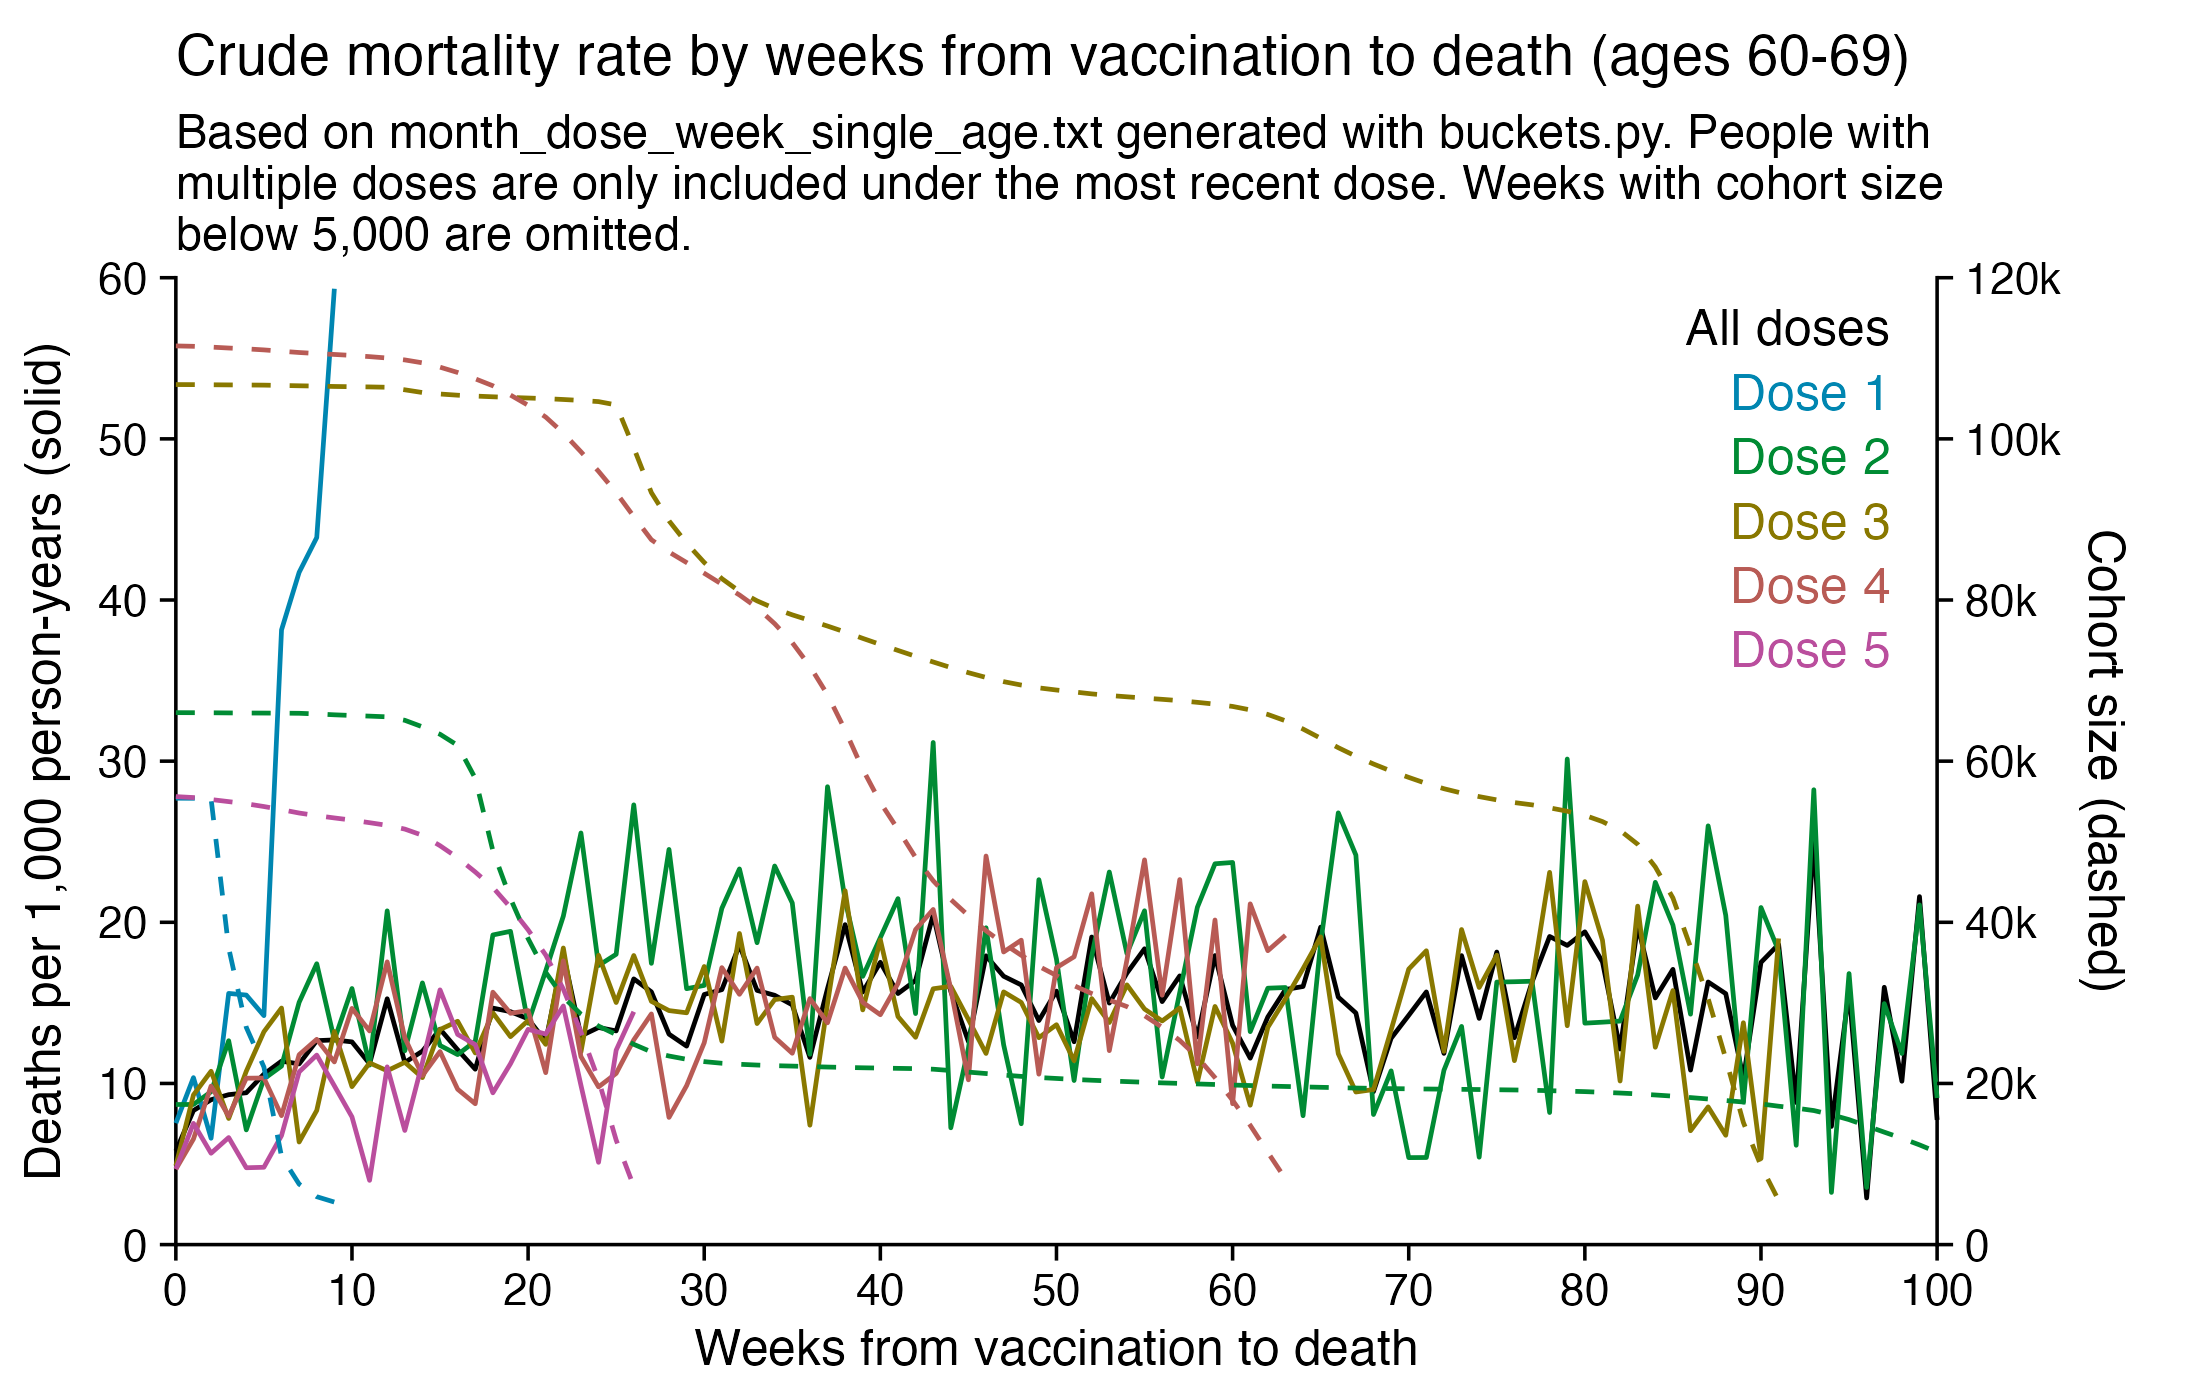 Crude mortality rate by weeks from vaccination to death (ages 60-69)
Based on month_dose_week_single_age.txt generated with buckets.py. People with
multiple doses are only included under the most recent dose. Weeks with cohort size
below 5,000 are omitted.
60
50
40
30
20
10
0
Deaths per 1,000 person-years (solid)
All doses
Dose 1
Dose 2
Dose 3
Dose 4
Dose 5
120k
100k
80k
60k
40k
20k
0
Cohort size (dashed)
0 10 20 30 40 50 60 70 80 90 100
Weeks from vaccination to death